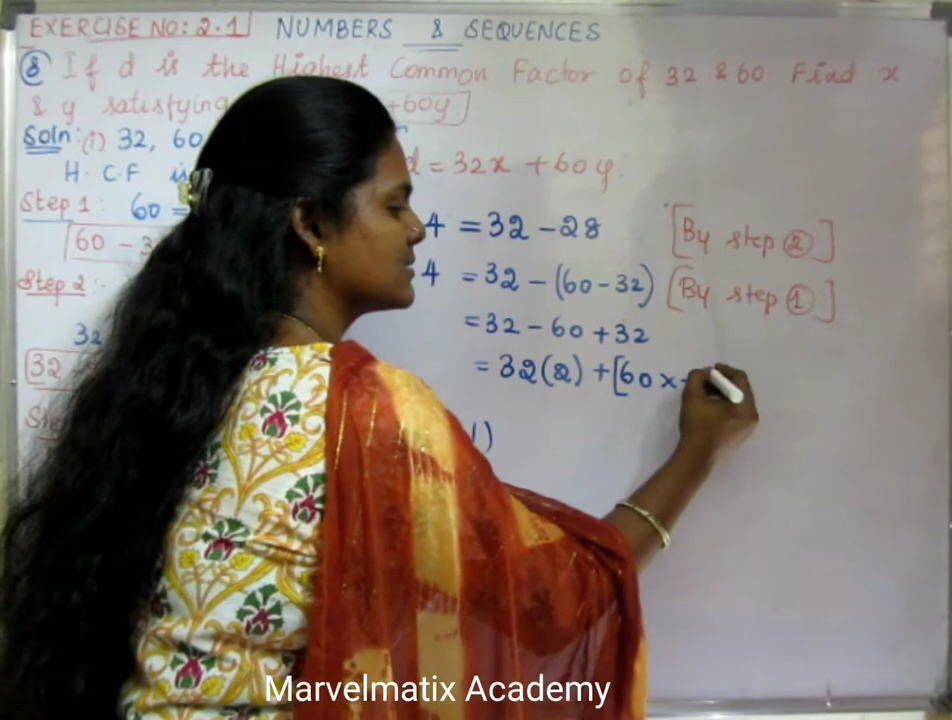 EXERCISE NO: 2.1 NUMBERS & SEQUENCES
⑧ If d is the Highest Common Factor of 32 & 60 Find x
& y satisfying +60y
Soln: (i) 32, 60
H.C.F is d = 32x + 60y.
Step 1: 60 =
60 - 3
4 = 32 - 28 [By step ②]
Step 2:-
4 = 32 - (60 - 32) [By step ①]
32
= 32 - 60 + 32
32
= 32(2) + [60 x -
1)
Marvelmatix Academy